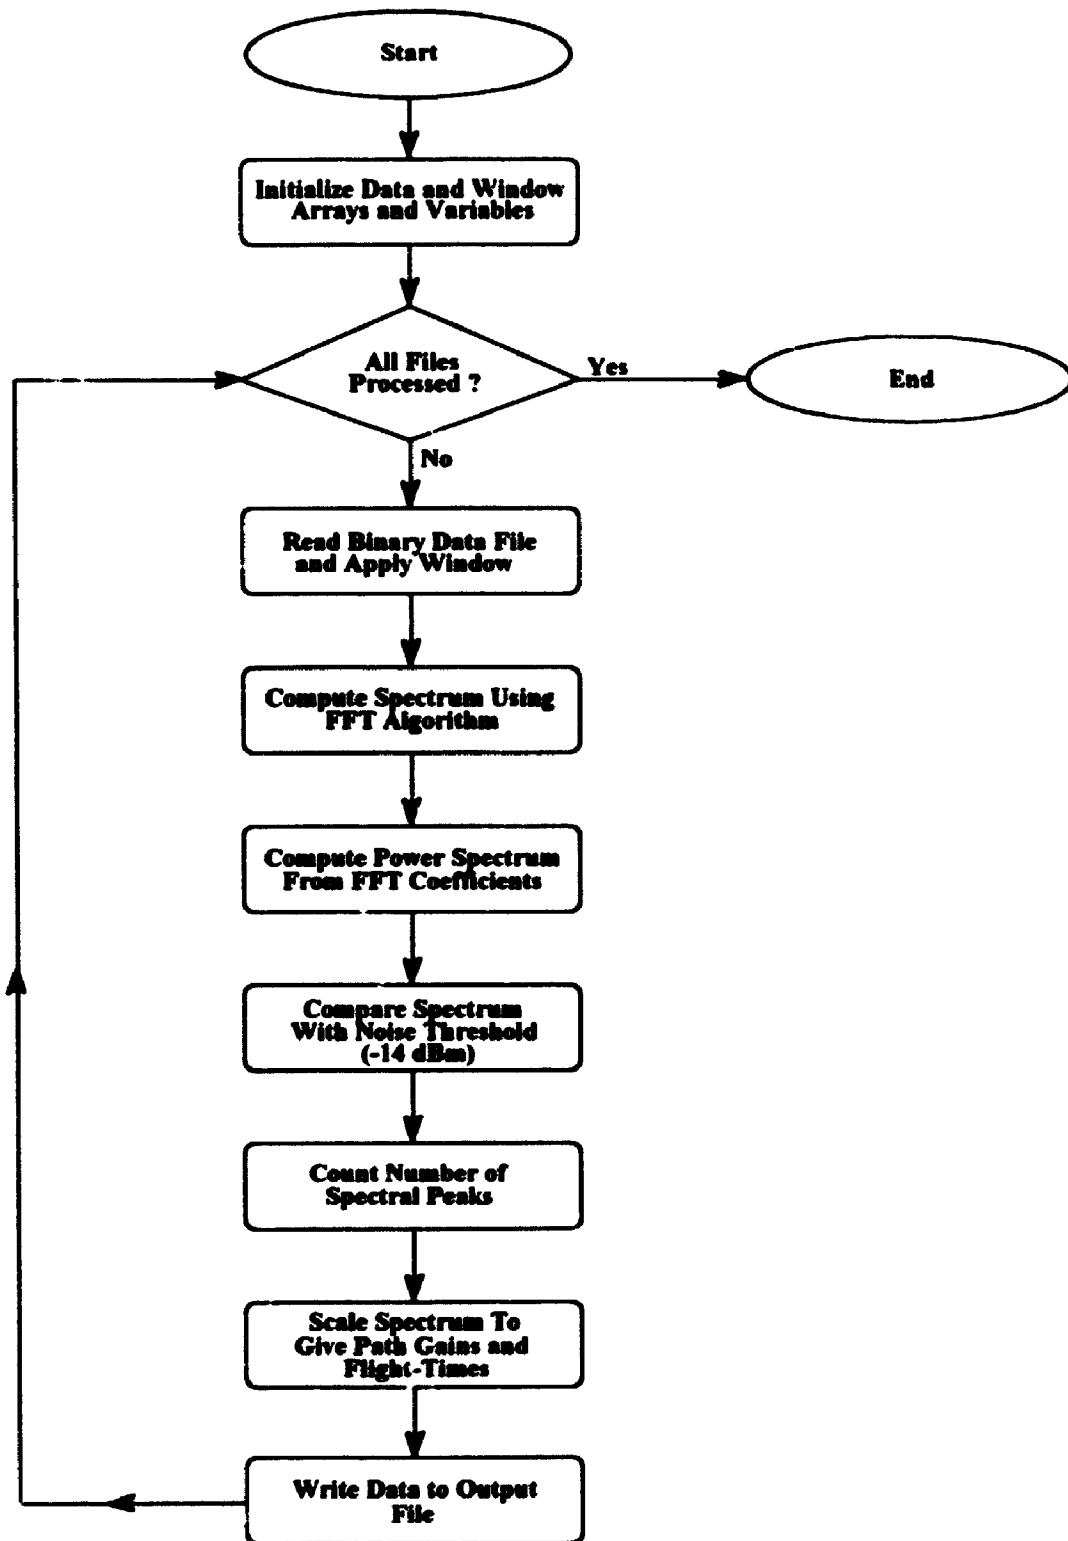 Start
Initialize Data and Window
Arrays and Variables
All Files
Processed ?
Yes
End
No
Read Binary Data File
and Apply Window
Compute Spectrum Using
FFT Algorithm
Compute Power Spectrum
From FFT Coefficients
Compare Spectrum
With Noise Threshold
(-14 dBm)
Count Number of
Spectral Peaks
Scale Spectrum To
Give Path Gains and
Flight-Times
Write Data to Output
File